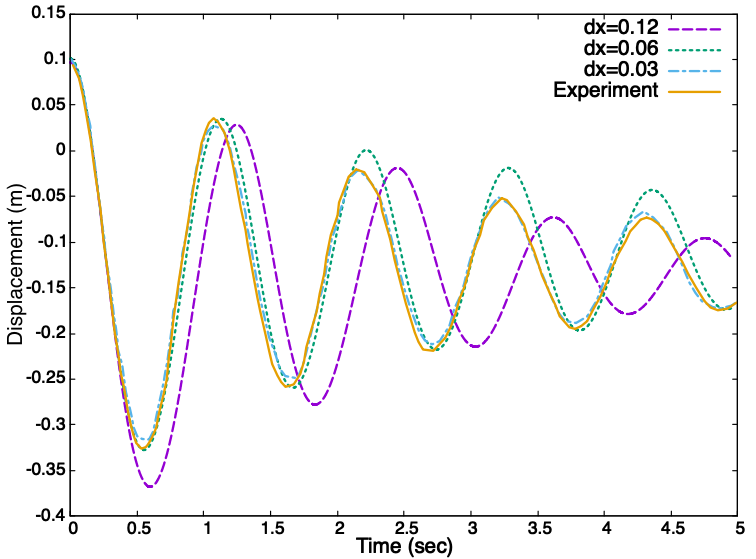 dx=0.12
dx=0.06
dx=0.03
Experiment
0.15
0.1
0.05
0
-0.05
-0.1
-0.15
-0.2
-0.25
-0.3
-0.35
-0.4
Displacement (m)
0 0.5 1 1.5 2 2.5 3 3.5 4 4.5 5
Time (sec)